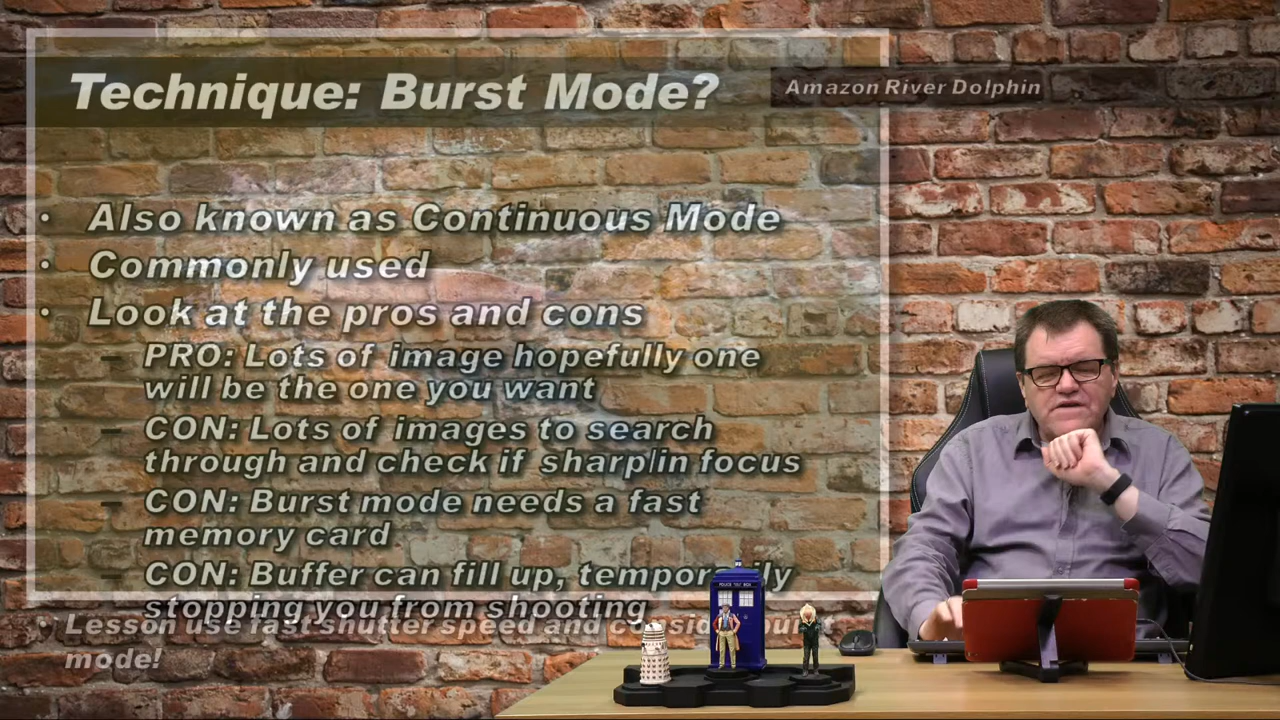 Technique: Burst Mode?
Amazon River Dolphin
• Also known as Continuous Mode
• Commonly used
• Look at the pros and cons
– PRO: Lots of image hopefully one
will be the one you want
– CON: Lots of images to search
through and check if sharp/in focus
– CON: Burst mode needs a fast
memory card
– CON: Buffer can fill up, temporarily
stopping you from shooting
• Lesson use fast shutter speed and consider burst
mode!
POLICE BOX